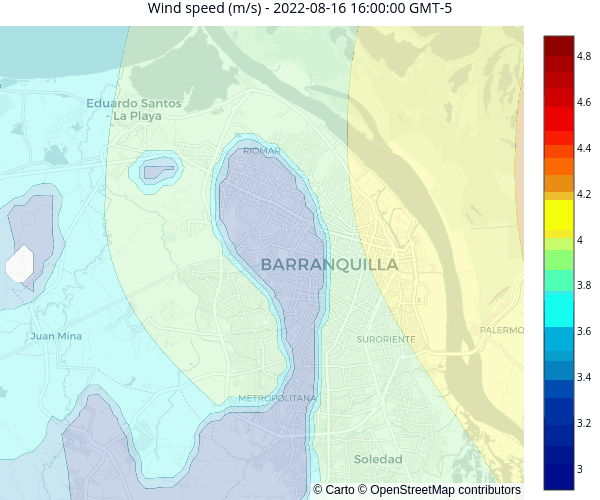 Wind speed (m/s) - 2022-08-16 16:00:00 GMT-5
Eduardo Santos
- La Playa
RIOMAR
BARRANQUILLA
Juan Mina
SURORIENTE
PALERMO
METROPOLITANA
Soledad
© Carto © OpenStreetMap contributors
4.8
4.6
4.4
4.2
4
3.8
3.6
3.4
3.2
3